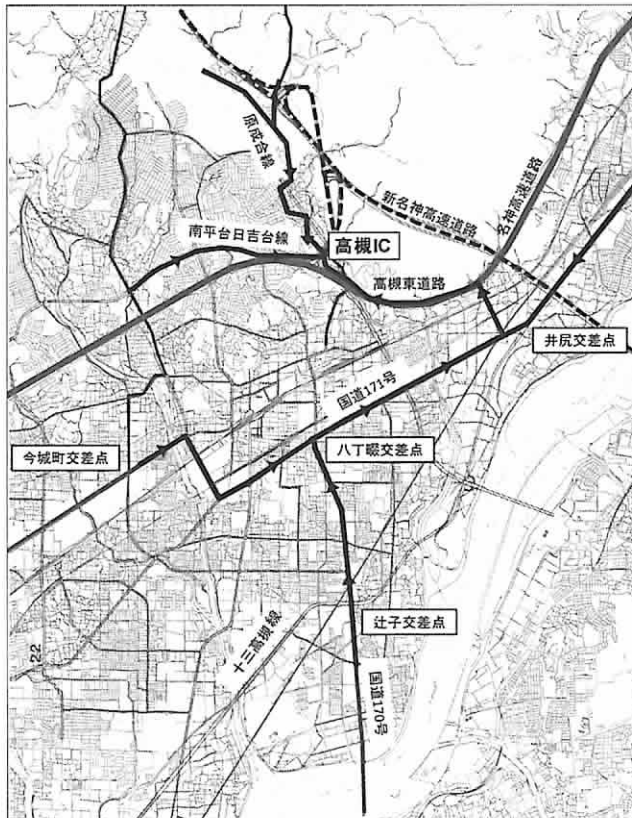 原成合線
新名神高速道路
名神高速道路
南平台日吉台線
高槻IC
高槻東道路
井尻交差点
国道171号
八丁畷交差点
今城町交差点
辻子交差点
十三高槻線
国道170号
22